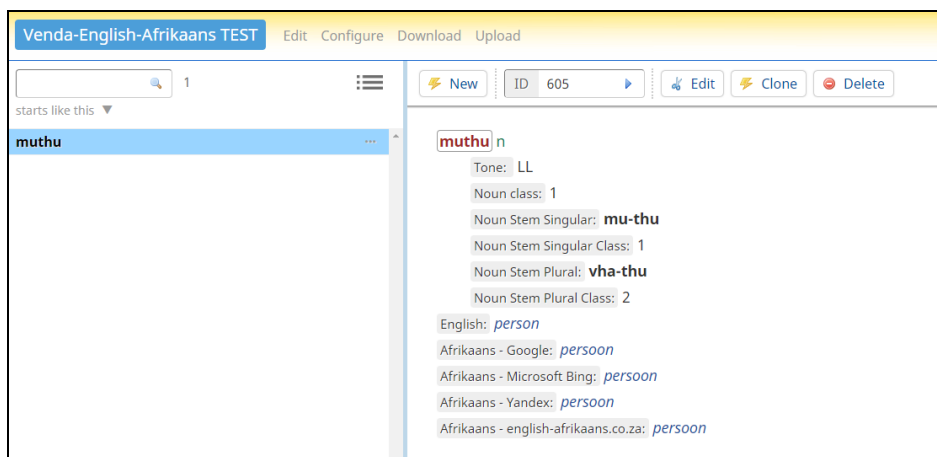 Venda-English-Afrikaans TEST Edit Configure Download Upload
1
starts like this ▼
muthu ...
New ID 605 Edit Clone Delete
muthu n
Tone: LL
Noun class: 1
Noun Stem Singular: mu-thu
Noun Stem Singular Class: 1
Noun Stem Plural: vha-thu
Noun Stem Plural Class: 2
English: person
Afrikaans - Google: persoon
Afrikaans - Microsoft Bing: persoon
Afrikaans - Yandex: persoon
Afrikaans - english-afrikaans.co.za: persoon